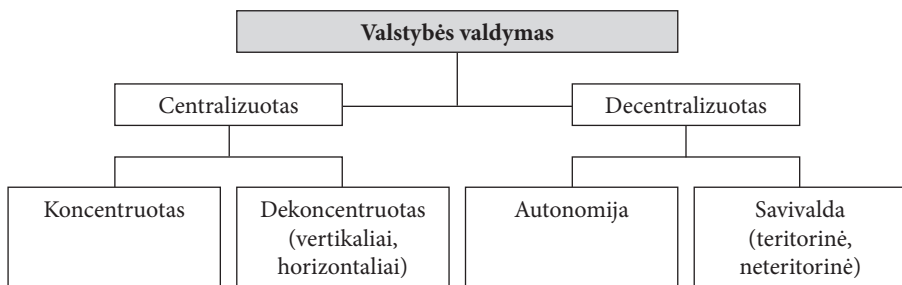 Valstybės valdymas
Centralizuotas
Decentralizuotas
Koncentruotas
Dekoncentruotas
(vertikaliai,
horizontaliai)
Autonomija
Savivalda
(teritorinė,
neteritorinė)